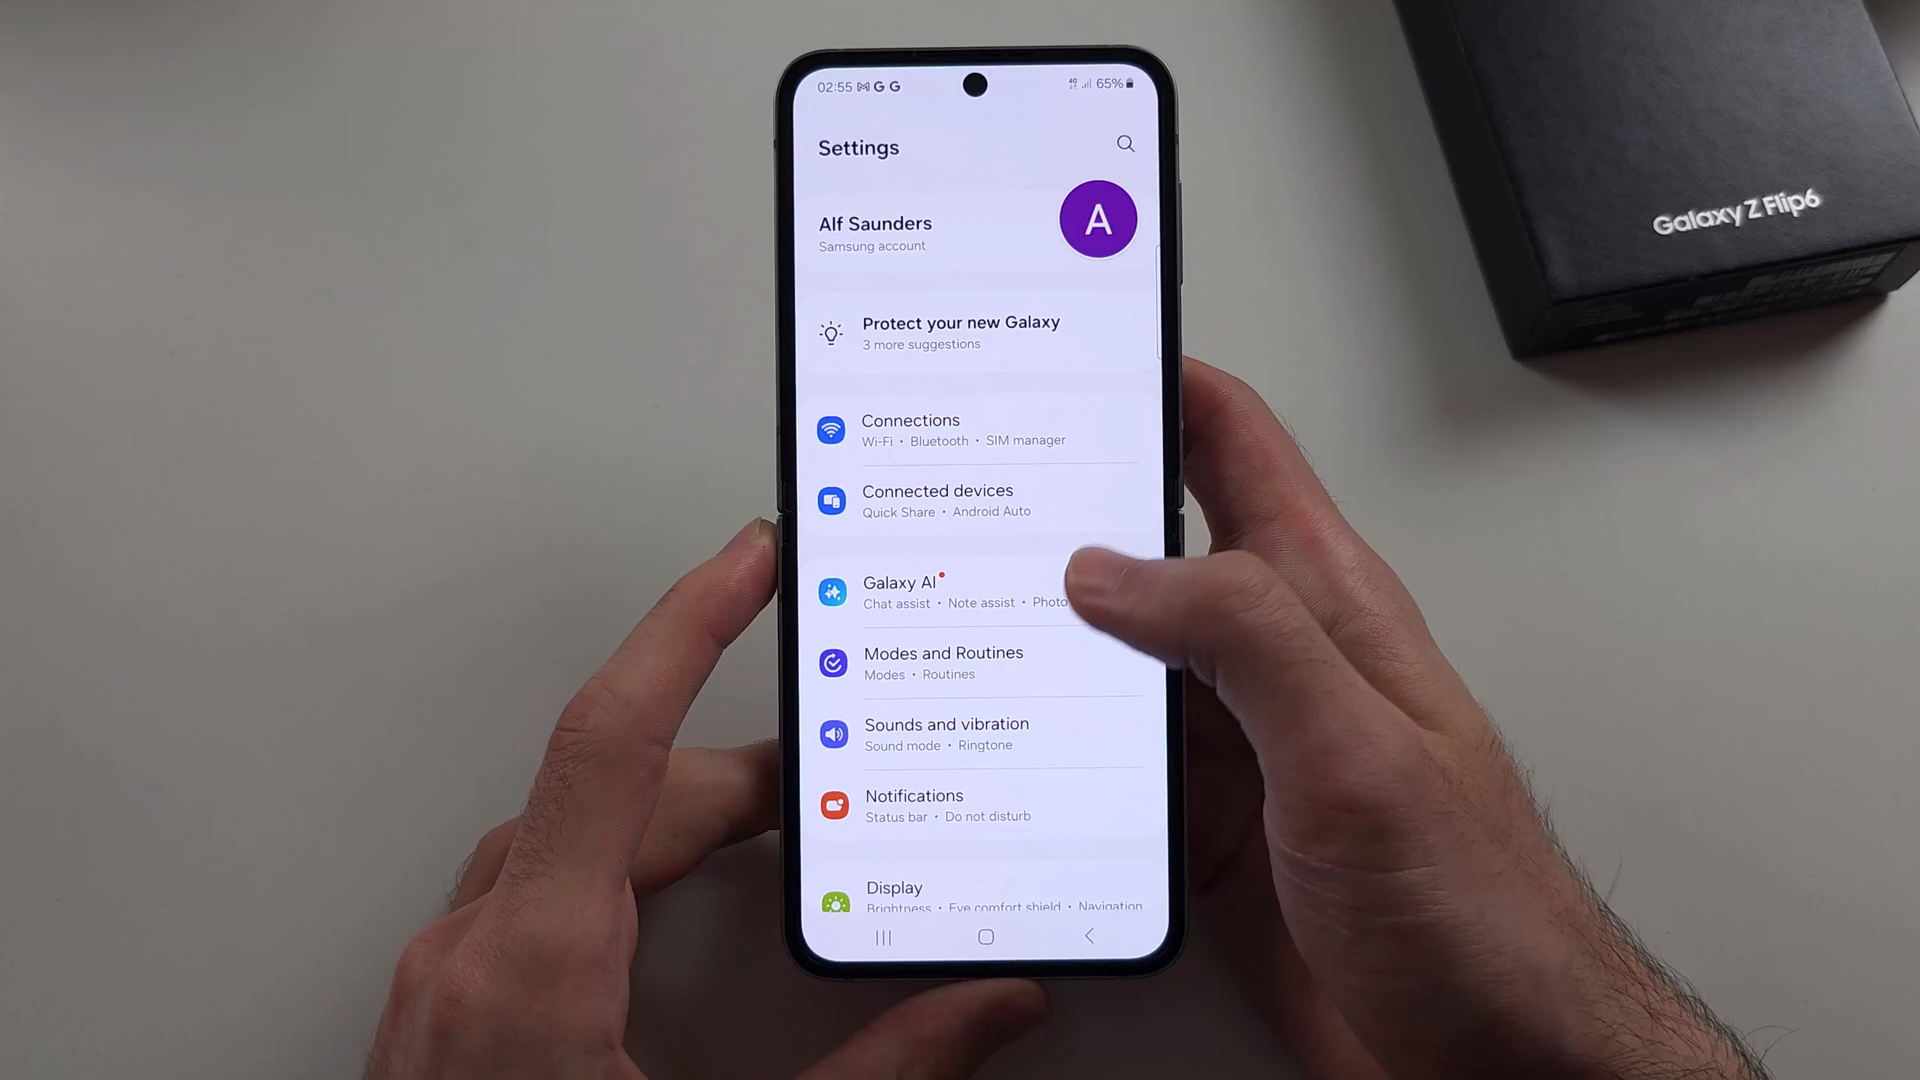 02:55 M G G
4G 65%
Settings
Alf Saunders
Samsung account
A
Protect your new Galaxy
3 more suggestions
Connections
Wi-Fi • Bluetooth • SIM manager
Connected devices
Quick Share • Android Auto
Galaxy AI
Chat assist • Note assist • Photo
Modes and Routines
Modes • Routines
Sounds and vibration
Sound mode • Ringtone
Notifications
Status bar • Do not disturb
Display
Brightness • Eye comfort shield • Navigation
Galaxy Z Flip6